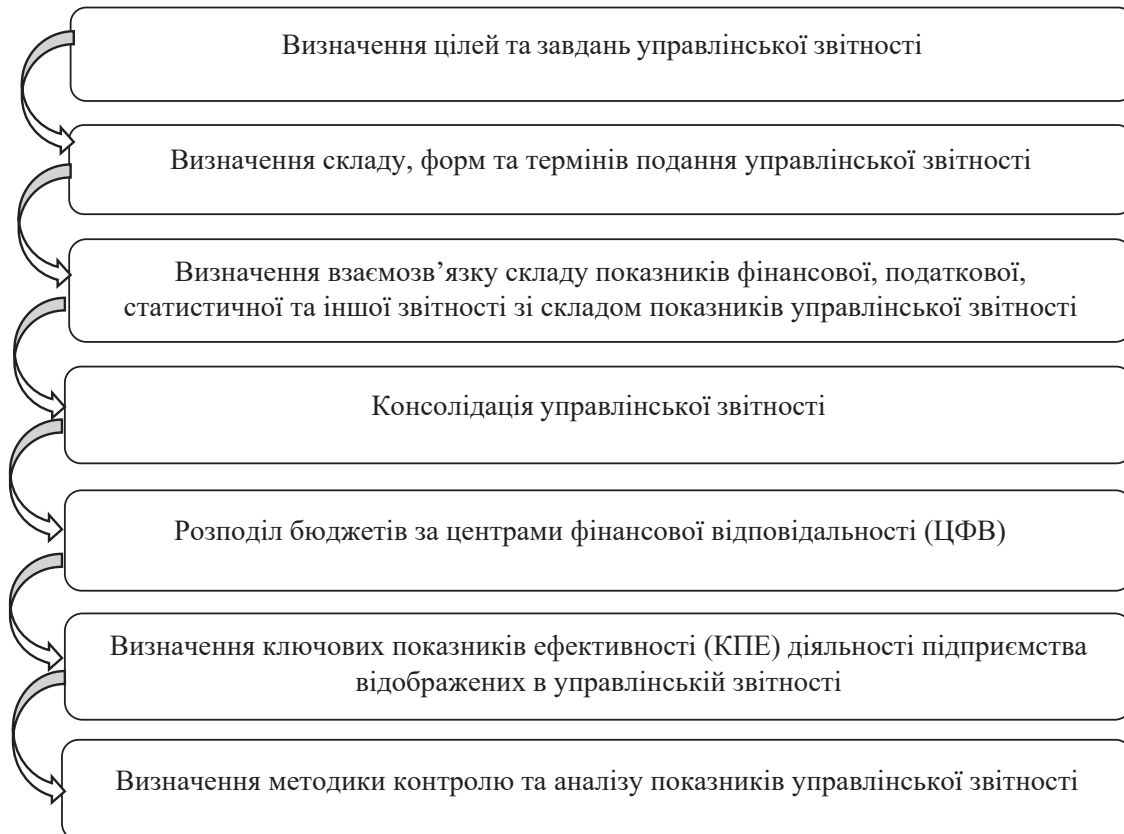 Визначення цілей та завдань управлінської звітності
Визначення складу, форм та термінів подання управлінської звітності
Визначення взаємозв’язку складу показників фінансової, податкової,
статистичної та іншої звітності зі складом показників управлінської звітності
Консолідація управлінської звітності
Розподіл бюджетів за центрами фінансової відповідальності (ЦФВ)
Визначення ключових показників ефективності (КПЕ) діяльності підприємства
відображених в управлінській звітності
Визначення методики контролю та аналізу показників управлінської звітності